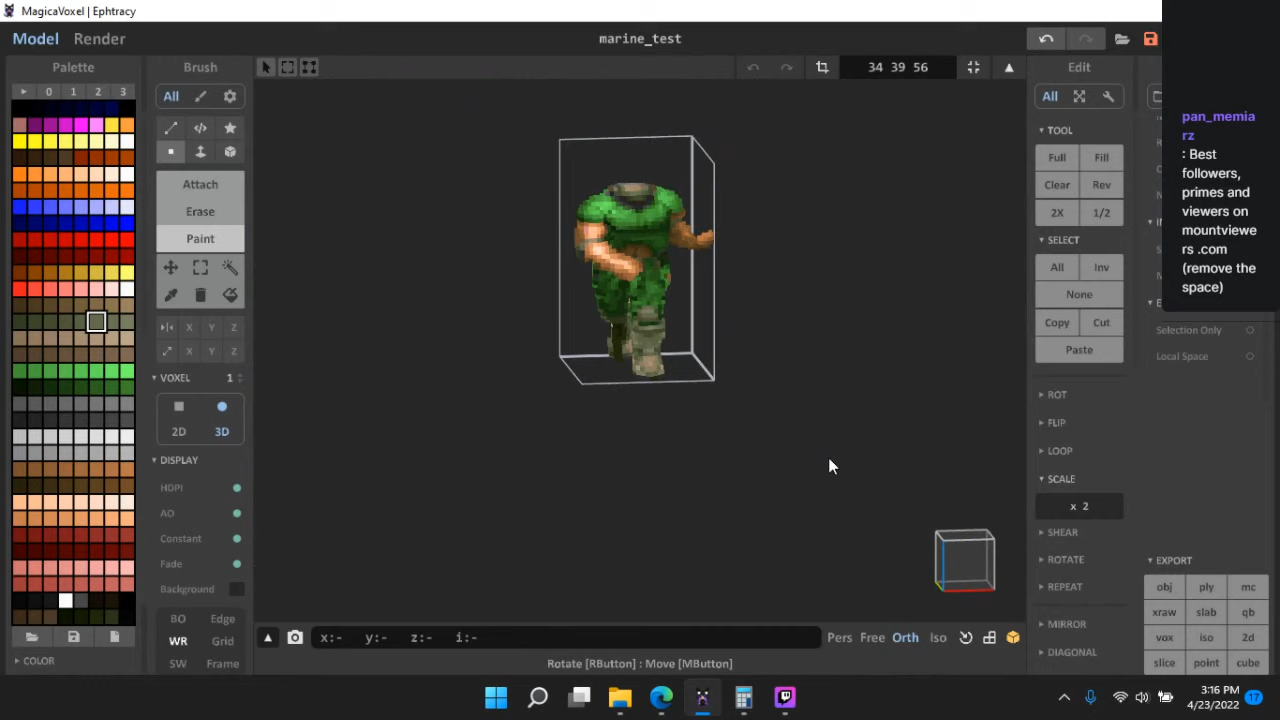 MagicaVoxel | Ephtracy
Model Render
marine_test
Palette
Brush
34 39 56
Edit
0 1 2 3
All
All
pan_memia
rz
: Best
followers,
primes and
viewers on
mountviewe
rs .com
(remove the
space)
TOOL
Full Fill
Clear Rev
2X 1/2
Attach
Erase
Paint
SELECT
All Inv
None
Copy Cut
Paste
X Y Z
X Y Z
Selection Only
Local Space
VOXEL 1
2D 3D
ROT
FLIP
LOOP
SCALE
x 2
SHEAR
ROTATE
REPEAT
MIRROR
DIAGONAL
DISPLAY
HDPI
AO
Constant
Fade
Background
BO Edge
WR Grid
SW Frame
EXPORT
obj ply mc
xraw slab qb
vox iso 2d
slice point cube
x:- y:- z:- i:-
Pers Free Orth Iso
COLOR
Rotate [RButton] : Move [MButton]
3:16 PM
4/23/2022
17